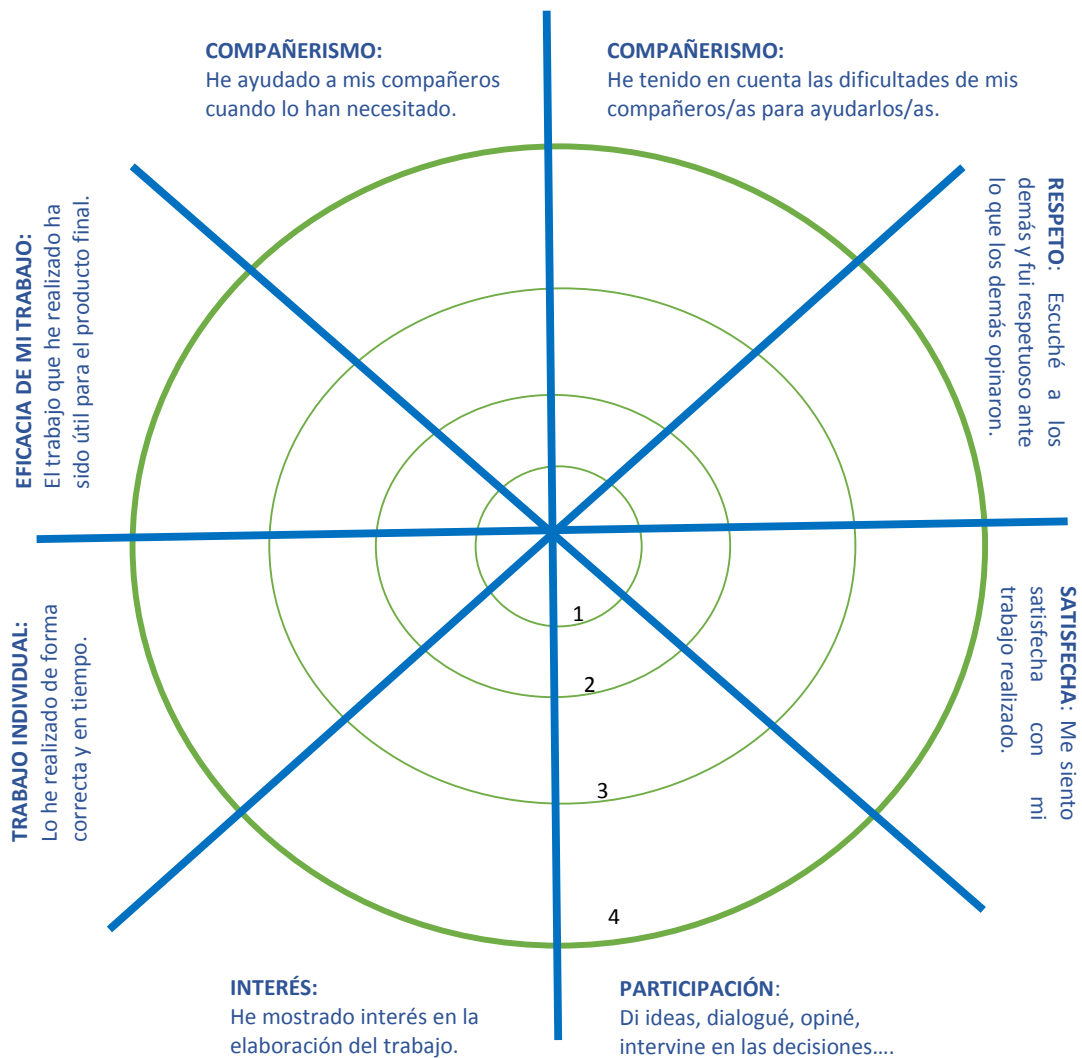 COMPAÑERISMO:
He ayudado a mis compañeros
cuando lo han necesitado.
COMPAÑERISMO:
He tenido en cuenta las dificultades de mis
compañeros/as para ayudarlos/as.
RESPETO: Escuché a los
demás y fui respetuoso ante
lo que los demás opinaron.
EFICACIA DE MI TRABAJO:
El trabajo que he realizado ha
sido útil para el producto final.
SATISFECHA: Me siento
satisfecha con mi
trabajo realizado.
TRABAJO INDIVIDUAL:
Lo he realizado de forma
correcta y en tiempo.
1
2
3
4
INTERÉS:
He mostrado interés en la
elaboración del trabajo.
PARTICIPACIÓN:
Di ideas, dialogué, opiné,
intervine en las decisiones....